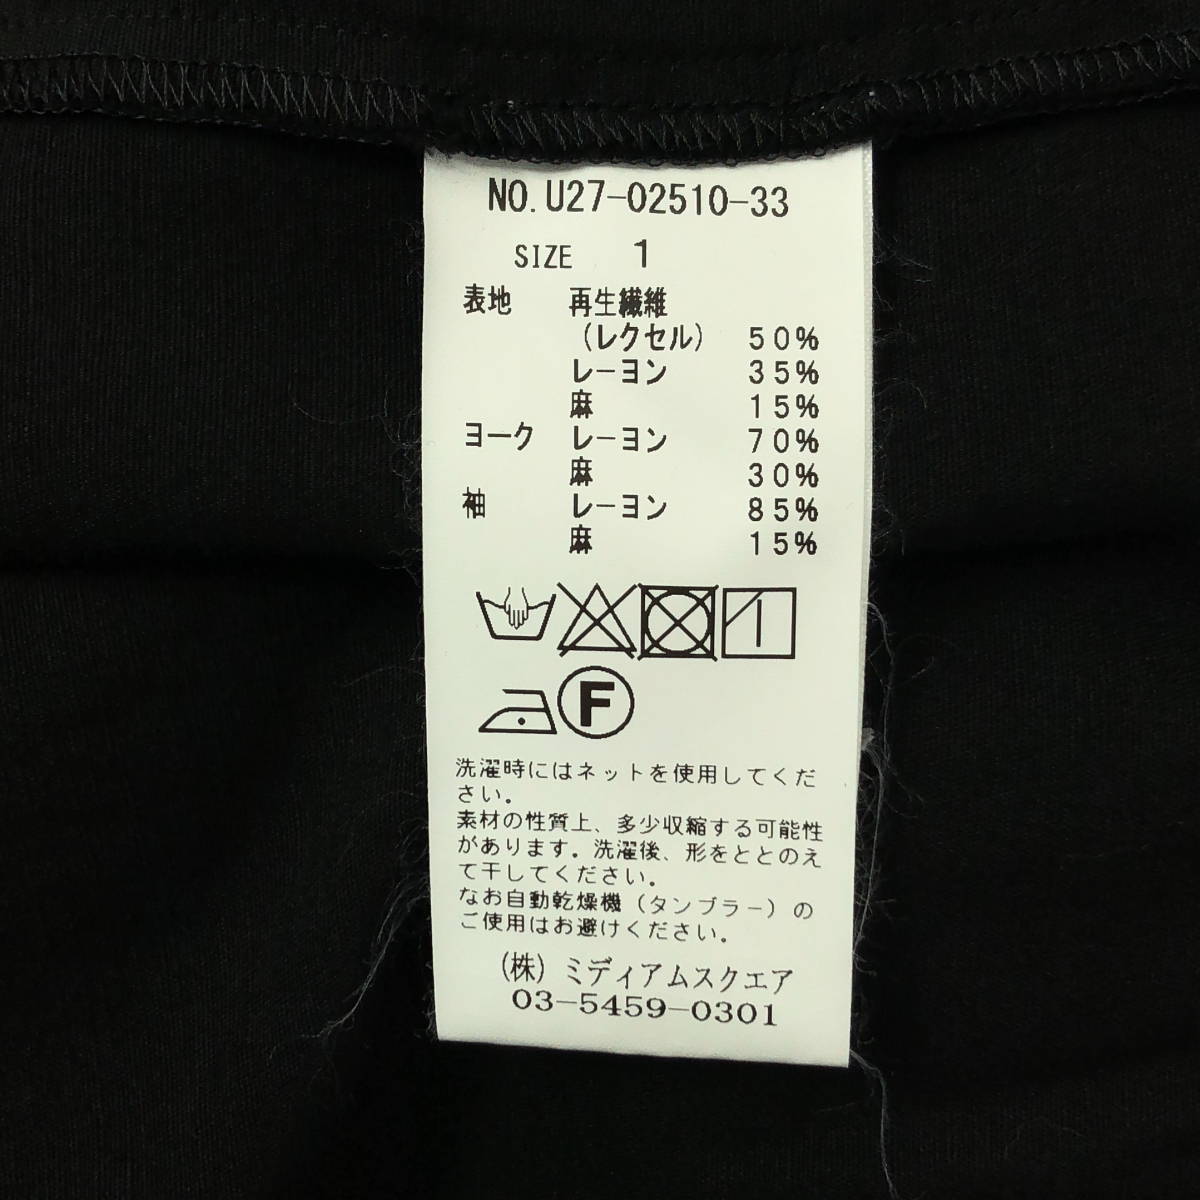 NO.U27-02510-33
SIZE 1
表地 再生繊維
(レクセル) 50%
レーヨン 35%
麻 15%
ヨーク レーヨン 70%
麻 30%
袖 レーヨン 85%
麻 15%
F
洗濯時にはネットを使用してくだ
さい。
素材の性質上、多少収縮する可能性
があります。洗濯後、形をととのえ
て干してください。
なお自動乾燥機(タンブラー)の
ご使用はお避けください。
(株)ミディアムスクエア
03-5459-0301